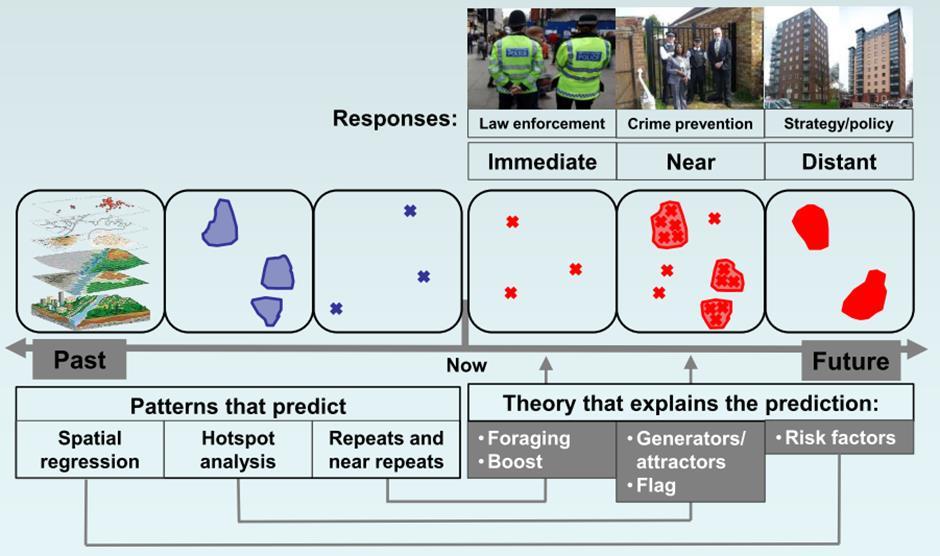 POLICE
POLICE
Responses:
Law enforcement
Crime prevention
Strategy/policy
Immediate
Near
Distant
Past
Now
Future
Patterns that predict
Spatial
regression
Hotspot
analysis
Repeats and
near repeats
Theory that explains the prediction:
• Foraging
• Boost
• Generators/
attractors
• Flag
• Risk factors